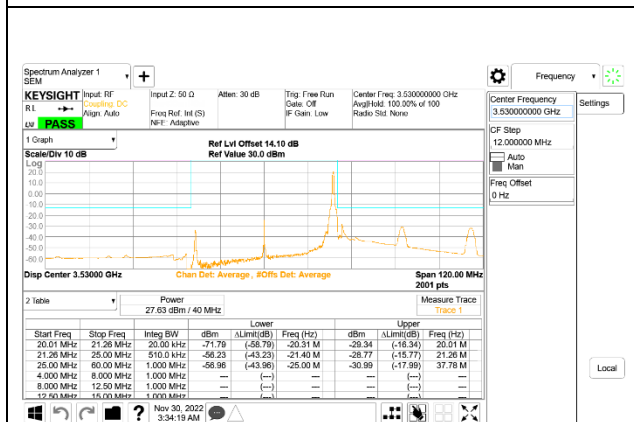 Spectrum Analyzer 1
SEM
+
Frequency
KEYSIGHT Input: RF Input Z: 50 Ω Atten: 30 dB Trig: Free Run Center Freq: 3.530000000 GHz
RL Coupling: DC Gate: Off Avg|Hold: 100.00% of 100
Align: Auto Freq Ref: Int (S) IF Gain: Low Radio Std: None
NFE: Adaptive
PASS
Center Frequency
3.530000000 GHz
Settings
CF Step
12.000000 MHz
Auto
Man
Freq Offset
0 Hz
1 Graph
Ref Lvl Offset 14.10 dB
Scale/Div 10 dB Ref Value 30.0 dBm
Log
20.0
10.0
0.00
-10.0
-20.0
-30.0
-40.0
-50.0
-60.0
Disp Center 3.53000 GHz Chan Det: Average , #Offs Det: Average Span 120.00 MHz
2001 pts
2 Table Power Measure Trace
27.63 dBm / 40 MHz Trace 1
Lower Upper
Start Freq Stop Freq Integ BW dBm ΔLimit(dB) Freq (Hz) dBm ΔLimit(dB) Freq (Hz)
20.01 MHz 21.26 MHz 20.00 kHz -71.79 (-58.79) -20.31 M -29.34 (-16.34) 20.01 M
21.26 MHz 25.00 MHz 510.0 kHz -56.23 (-43.23) -21.40 M -28.77 (-15.77) 21.26 M
25.00 MHz 60.00 MHz 1.000 MHz -56.96 (-43.96) -25.00 M -30.99 (-17.99) 37.78 M
4.000 MHz 8.000 MHz 1.000 MHz --- (---) --- --- (---) ---
8.000 MHz 12.50 MHz 1.000 MHz --- (---) --- --- (---) ---
12.50 MHz 15.00 MHz 1.000 MHz --- (---) --- --- (---) ---
Local
? Nov 30, 2022
3:34:19 AM